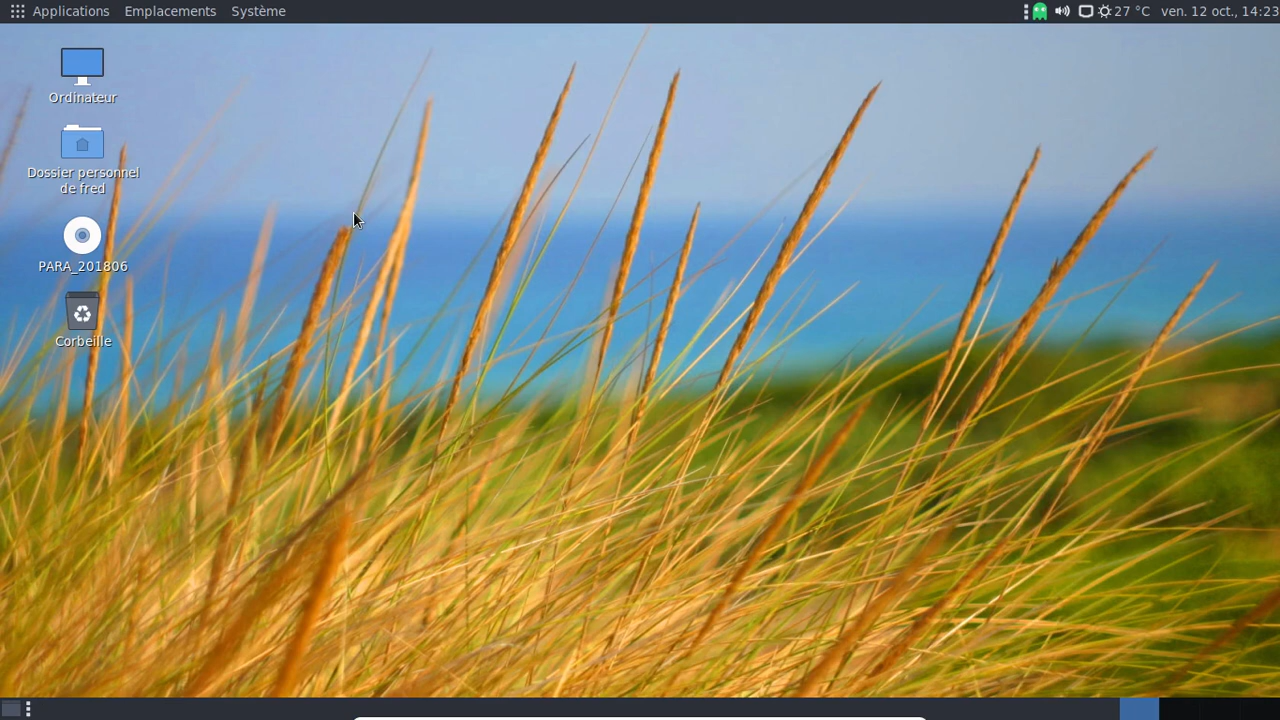 Applications Emplacements Système 27 °C ven. 12 oct., 14:23
Ordinateur
Dossier personnel
de fred
PARA_201806
Corbeille